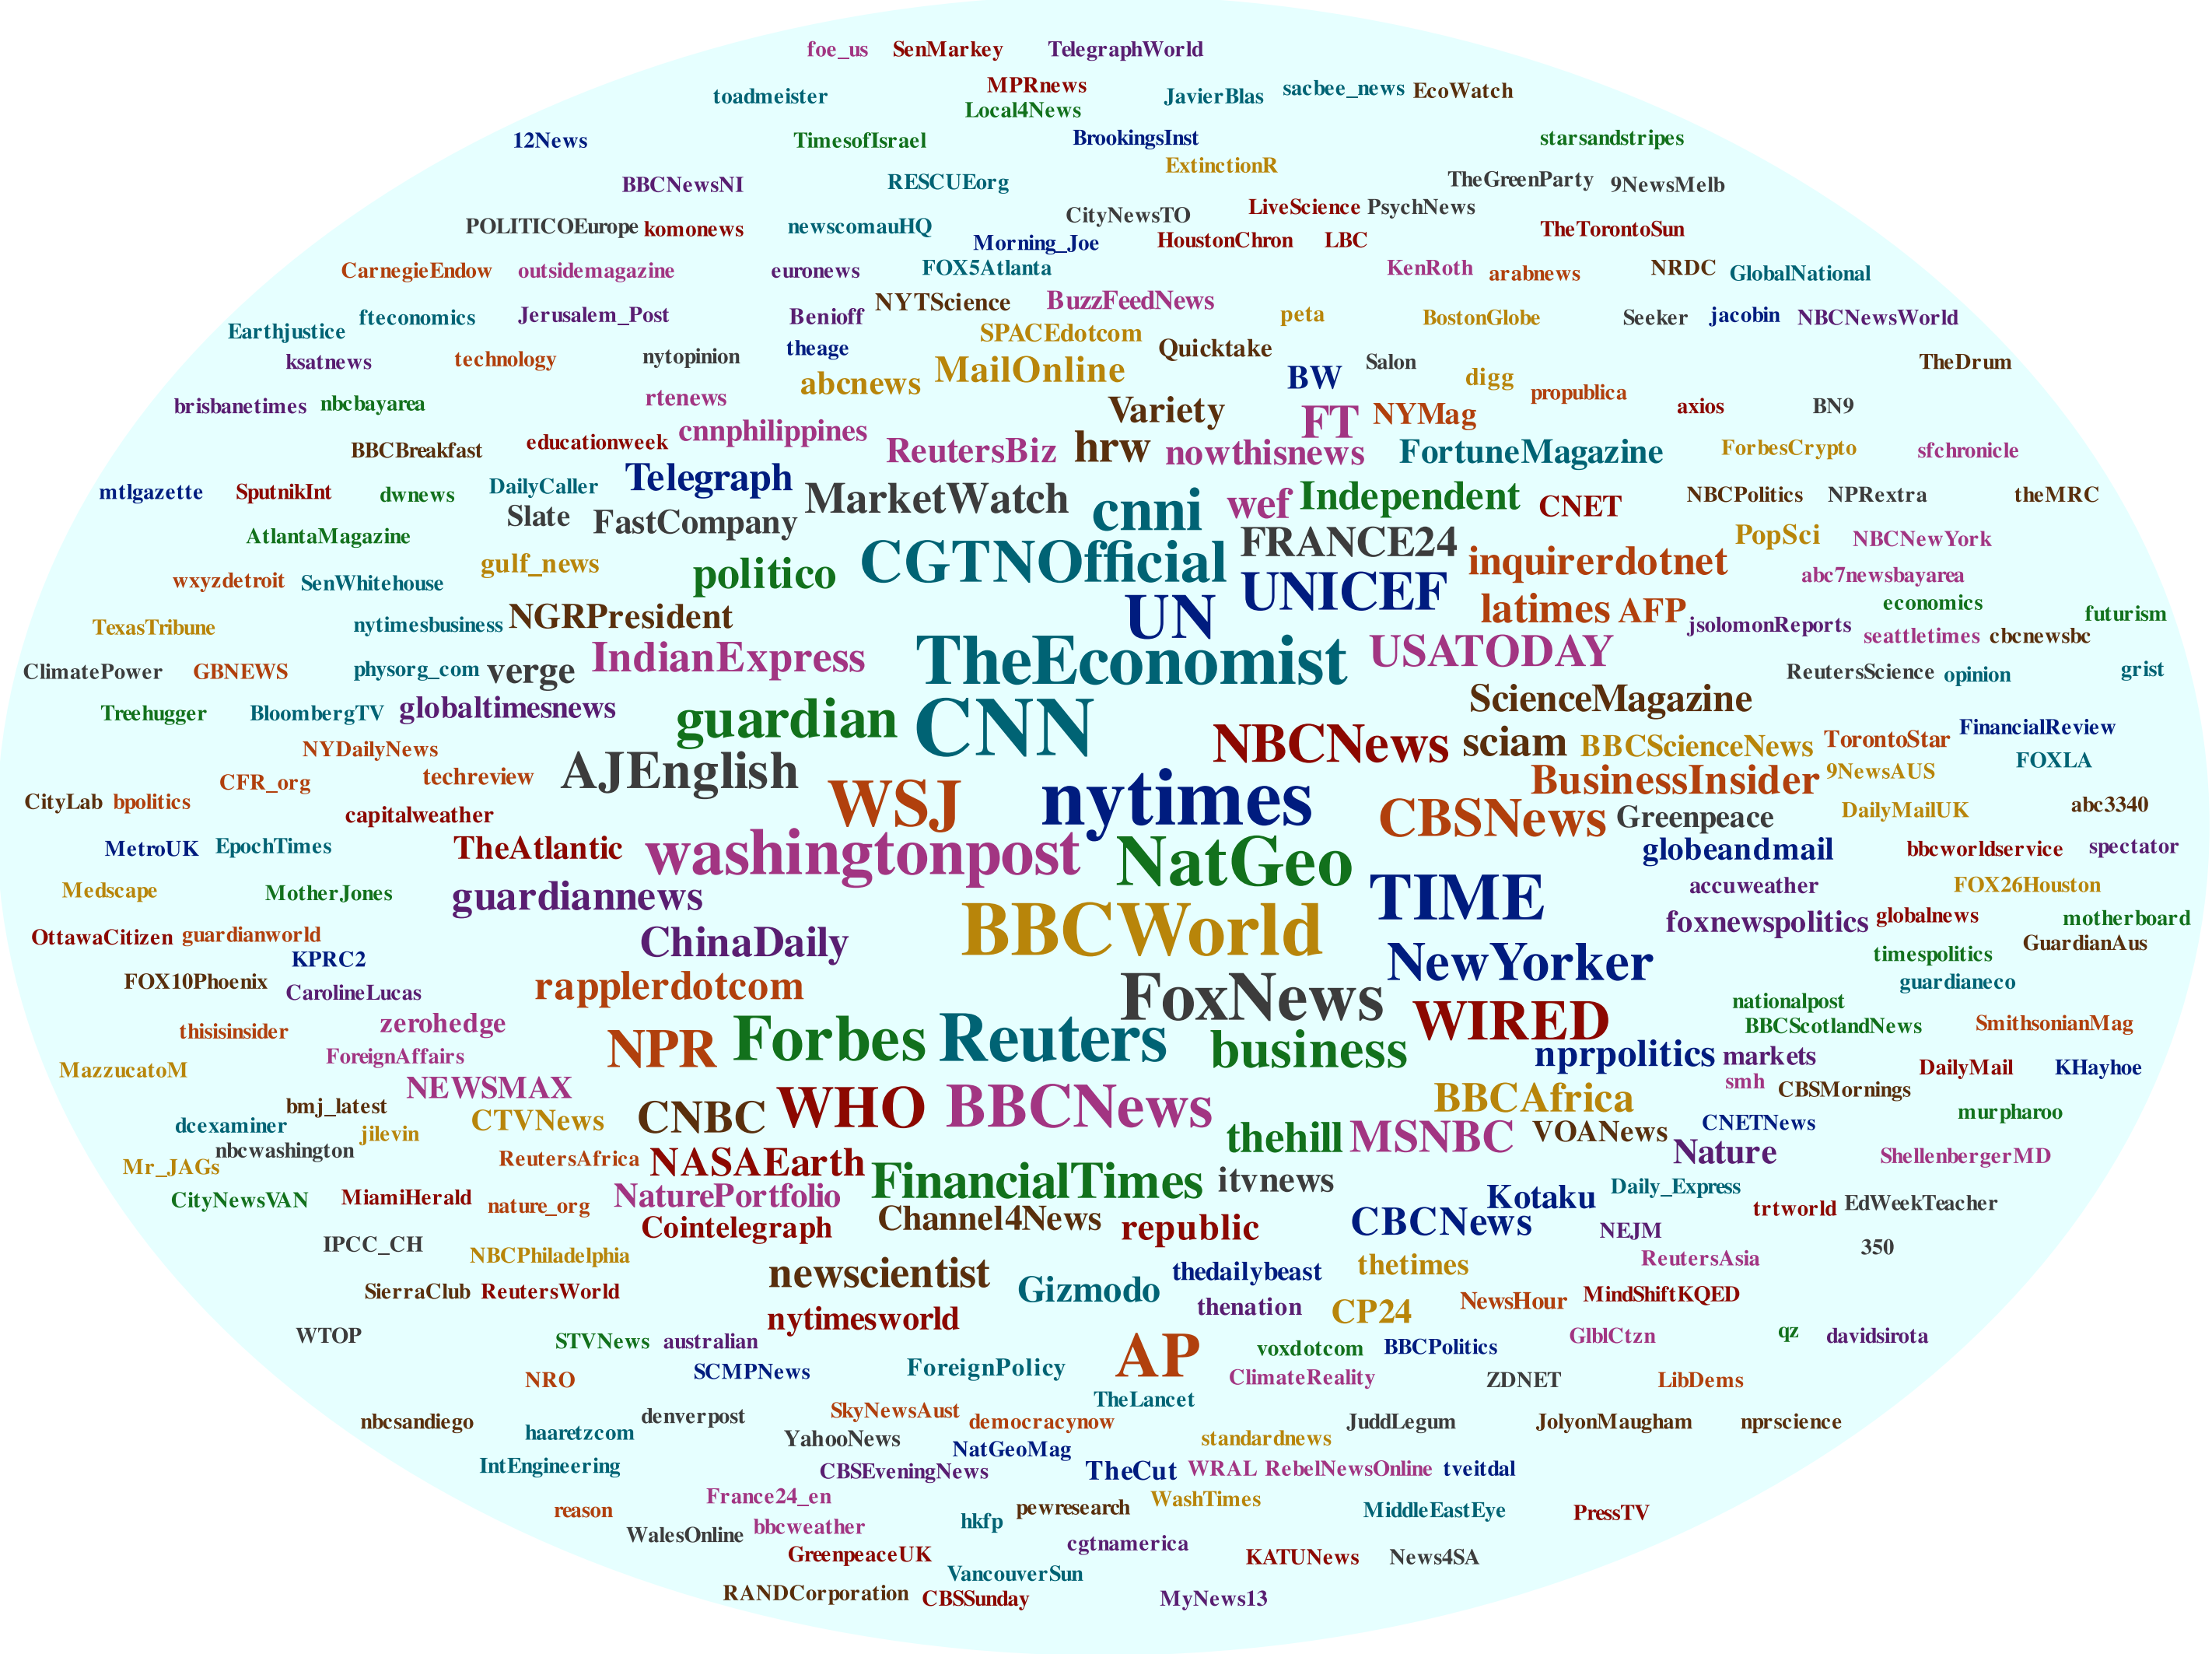 foe_us SenMarkey TelegraphWorld
MPRnews
toadmeister JavierBlas sacbee_news EcoWatch
Local4News
12News TimesofIsrael BrookingsInst starsandstripes
ExtinctionR
BBCNewsNI RESCUEorg TheGreenParty 9NewsMelb
CityNewsTO LiveScience PsychNews
POLITICOEurope komonews newscomauHQ TheTorontoSun
Morning_Joe HoustonChron LBC
CarnegieEndow outsidemagazine euronews FOX5Atlanta KenRoth arabnews NRDC GlobalNational
NYTScience BuzzFeedNews
Earthjustice fteconomics Jerusalem_Post Benioff peta BostonGlobe Seeker jacobin NBCNewsWorld
SPACEdotcom
ksatnews technology nytopinion theage Quicktake Salon TheDrum
abcnews MailOnline BW digg propublica
brisbanetimes nbcbayarea rtenews Variety FT NYMag axios BN9
BBCBreakfast educationweek cnnphilippines ReutersBiz hrw nowthisnews FortuneMagazine ForbesCrypto sfchronicle
mtlgazette SputnikInt dwnews DailyCaller Telegraph MarketWatch cnni wef Independent CNET NBCPolitics NPRextra theMRC
Slate FastCompany
AtlantaMagazine FRANCE24 PopSci NBCNewYork
gulf_news politico CGTNOfficial inquirerdotnet
wxyzdetroit SenWhitehouse UNICEF abc7newsbayarea
NGRPresident UN latimes AFP economics futurism
TexasTribune nytimesbusiness jsolomonReports seattletimes cbcnewsbc
ClimatePower GBNEWS physorg_com verge IndianExpress TheEconomist USATODAY ReutersScience opinion grist
Treehugger BloombergTV globaltimesnews guardian CNN ScienceMagazine FinancialReview
NYDailyNews NBCNews sciam BBCScienceNews TorontoStar FOXLA
CFR_org techreview AJEnglish BusinessInsider 9NewsAUS
CityLab bpolitics capitalweather WSJ nytimes CBSNews Greenpeace DailyMailUK abc3340
MetroUK EpochTimes TheAtlantic washingtonpost NatGeo globeandmail bbcworldservice spectator
Medscape MotherJones guardiannews TIME accuweather FOX26Houston
OttawaCitizen guardianworld ChinaDaily BBCWorld foxnewspolitics globalnews motherboard
KPRC2 NewYorker timespolitics GuardianAus
FOX10Phoenix CarolineLucas rapplerdotcom FoxNews guardianeco
thisisinsider zerohedge WIRED nationalpost
NPR Forbes Reuters business BBCScotlandNews SmithsonianMag
MazzucatoM ForeignAffairs nprpolitics markets DailyMail KHayhoe
NEWSMAX BBCAfrica smh CBSMornings
dcexaminer bmj_latest CTVNews CNBC WHO BBCNews CNETNews murpharoo
nbcwashington jilevin thehill MSNBC VOANews Nature
Mr_JAGs ReutersAfrica NASAEarth ShellenbergerMD
CityNewsVAN MiamiHerald nature_org NaturePortfolio FinancialTimes itvnews Kotaku Daily_Express trtworld EdWeekTeacher
Cointelegraph Channel4News republic CBCNews NEJM
IPCC_CH NBCPhiladelphia newscientist thedailybeast thetimes ReutersAsia 350
SierraClub ReutersWorld Gizmodo thenation CP24 NewsHour MindShiftKQED
WTOP STVNews australian nytimesworld voxdotcom BBCPolitics GlblCtzn qz davidsirota
NRO SCMPNews ForeignPolicy AP ClimateReality ZDNET LibDems
TheLancet
nbcsandiego haaretzcom denverpost SkyNewsAust democracynow JuddLegum JolyonMaugham nprscience
YahooNews NatGeoMag standardnews
IntEngineering CBSEveningNews TheCut WRAL RebelNewsOnline tveitdal
reason France24_en pewresearch WashTimes MiddleEastEye PressTV
WalesOnline bbcweather hkfp
GreenpeaceUK cgtnamerica KATUNews News4SA
VancouverSun
RANDCorporation CBSSunday MyNews13